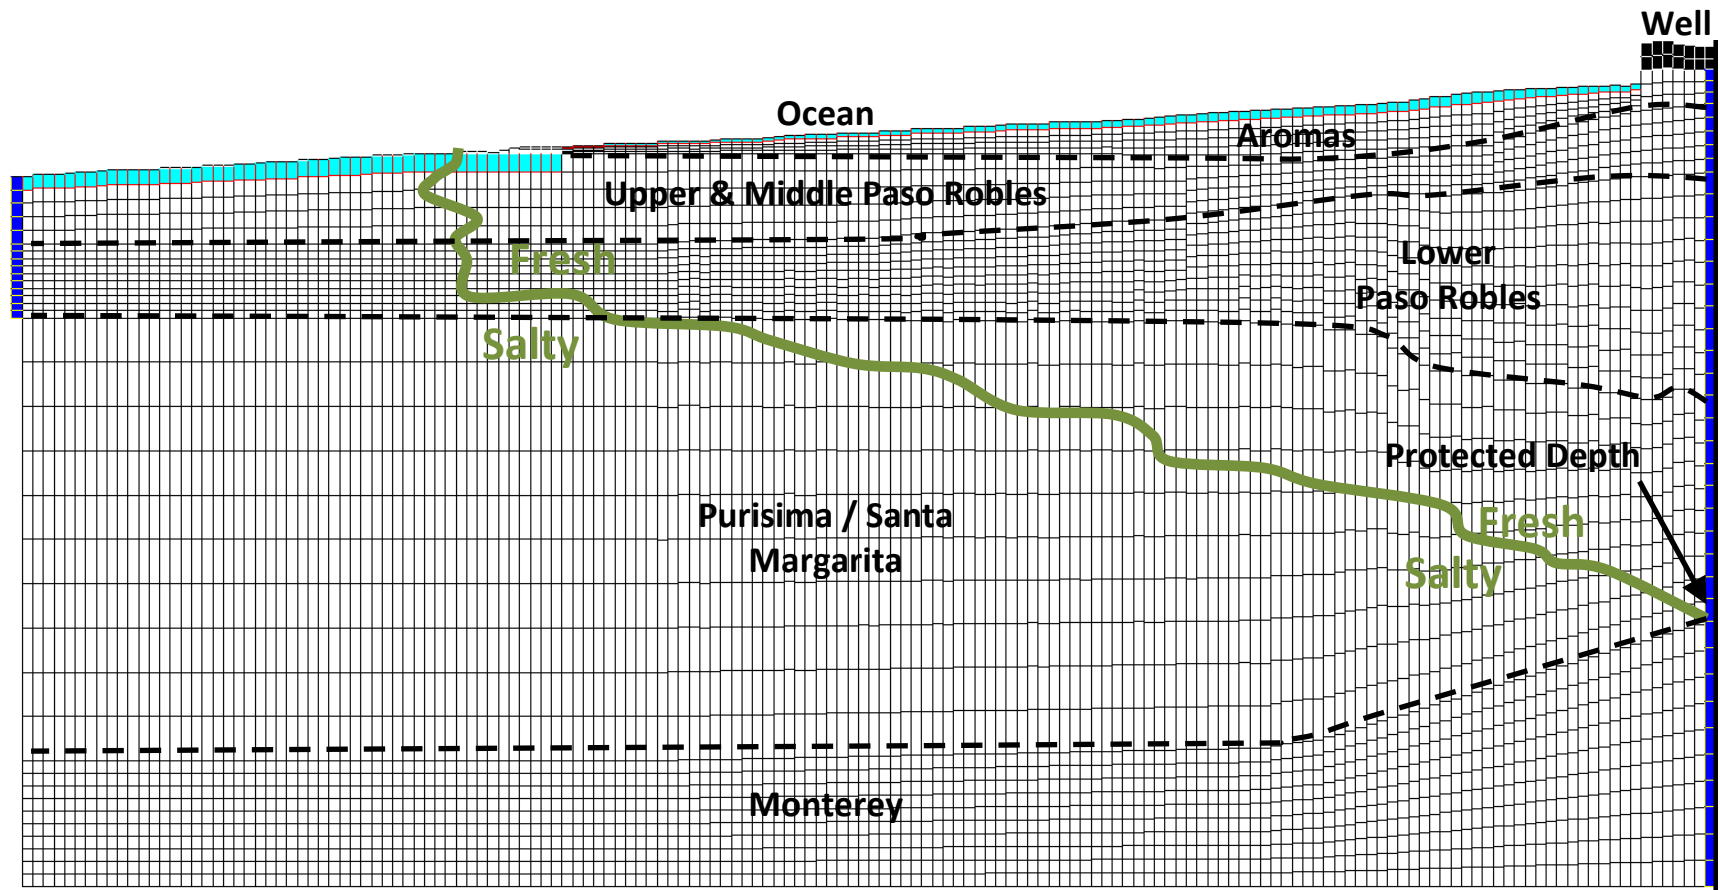 Well
Ocean
Aromas
Upper & Middle Paso Robles
Fresh
Salty
Lower
Paso Robles
Protected Depth
Purisima / Santa
Margarita
Fresh
Salty
Monterey